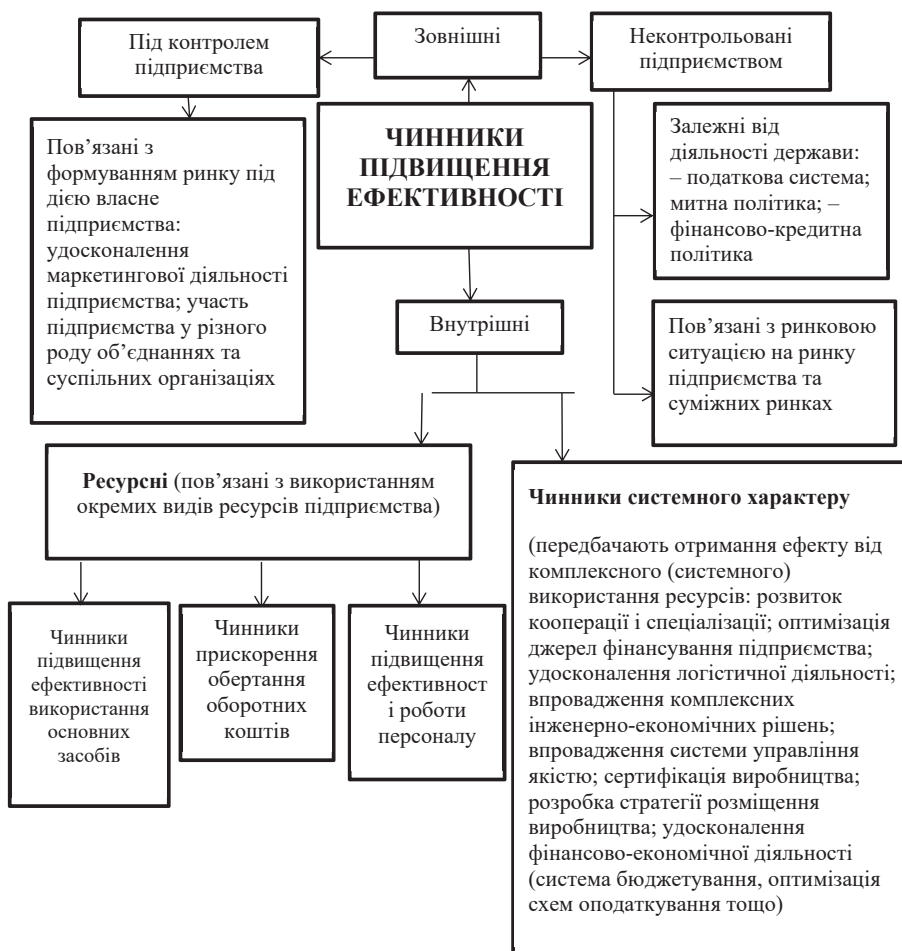 Під контролем
підприємства
Зовнішні
Неконтрольовані
підприємством
ЧИННИКИ
ПІДВИЩЕННЯ
ЕФЕКТИВНОСТІ
Пов’язані з
формуванням ринку під
дією власне
підприємства:
удосконалення
маркетингової діяльності
підприємства; участь
підприємства у різного
роду об’єднаннях та
суспільних організаціях
Залежні від
діяльності держави:
– податкова система;
митна політика; –
фінансово-кредитна
політика
Внутрішні
Пов’язані з ринковою
ситуацією на ринку
підприємства та
суміжних ринках
Ресурсні (пов’язані з використанням
окремих видів ресурсів підприємства)
Чинники
підвищення
ефективності
використання
основних
засобів
Чинники
прискорення
обертання
оборотних
коштів
Чинники
підвищення
ефективност
і роботи
персоналу
Чинники системного характеру
(передбачають отримання ефекту від
комплексного (системного)
використання ресурсів: розвиток
кооперації і спеціалізації; оптимізація
джерел фінансування підприємства;
удосконалення логістичної діяльності;
впровадження комплексних
інженерно-економічних рішень;
впровадження системи управління
якістю; сертифікація виробництва;
розробка стратегії розміщення
виробництва; удосконалення
фінансово-економічної діяльності
(система бюджетування, оптимізація
схем оподаткування тощо)